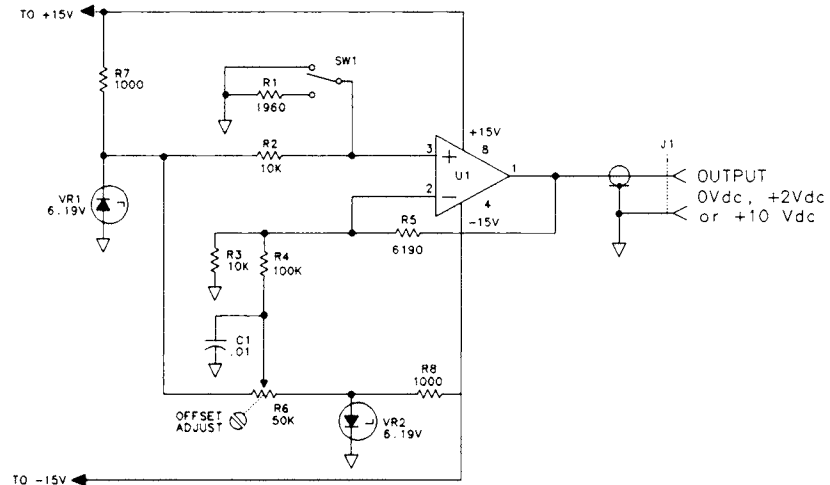 TO +15V
R7
1000
SW1
R1
1960
R2
10K
+15V
3
8
U1
1
2
4
-15V
J1
OUTPUT
0Vdc, +2Vdc
or +10 Vdc
VR1
6.19V
R5
6190
R3
10K
R4
100K
C1
.01
R8
1000
OFFSET
ADJUST
R6
50K
VR2
6.19V
TO -15V